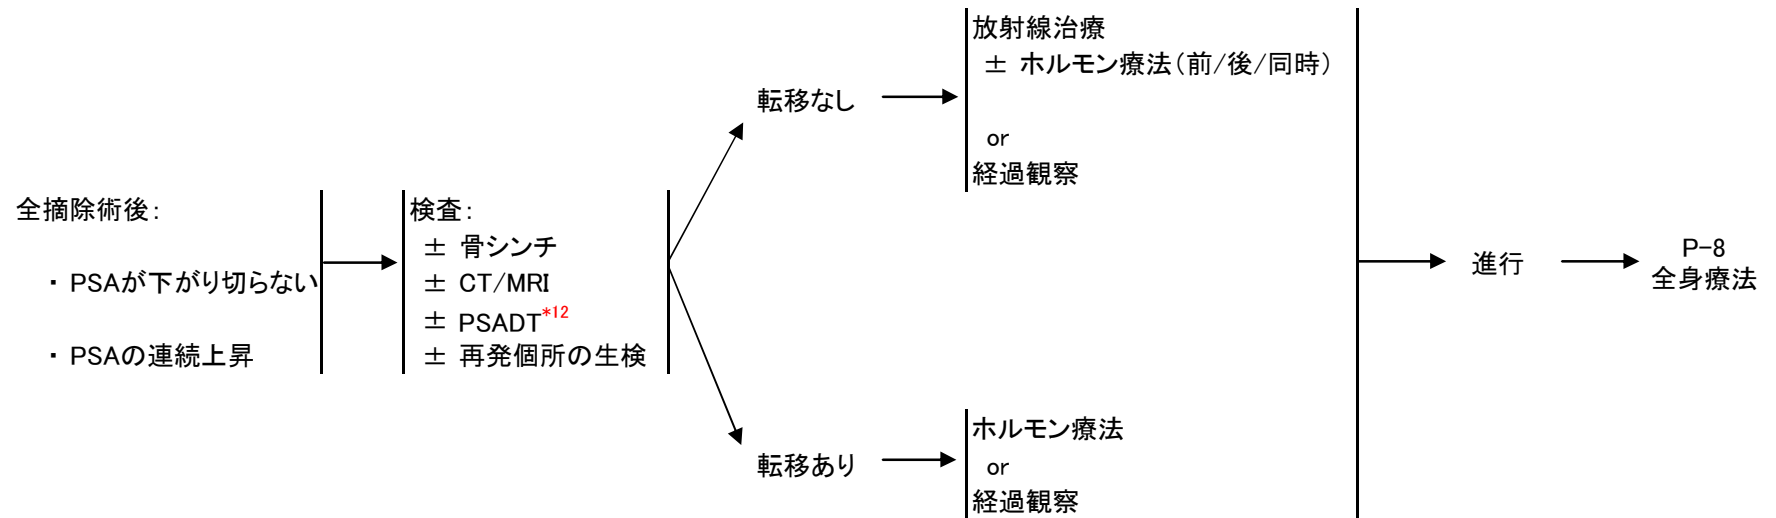 全摘除術後：
・ PSAが下がり切らない
・ PSAの連続上昇
検査：
± 骨シンチ
± CT/MRI
± PSADT*12
± 再発個所の生検
転移なし
放射線治療
± ホルモン療法（前/後/同時）
or
経過観察
転移あり
ホルモン療法
or
経過観察
進行
P-8
全身療法